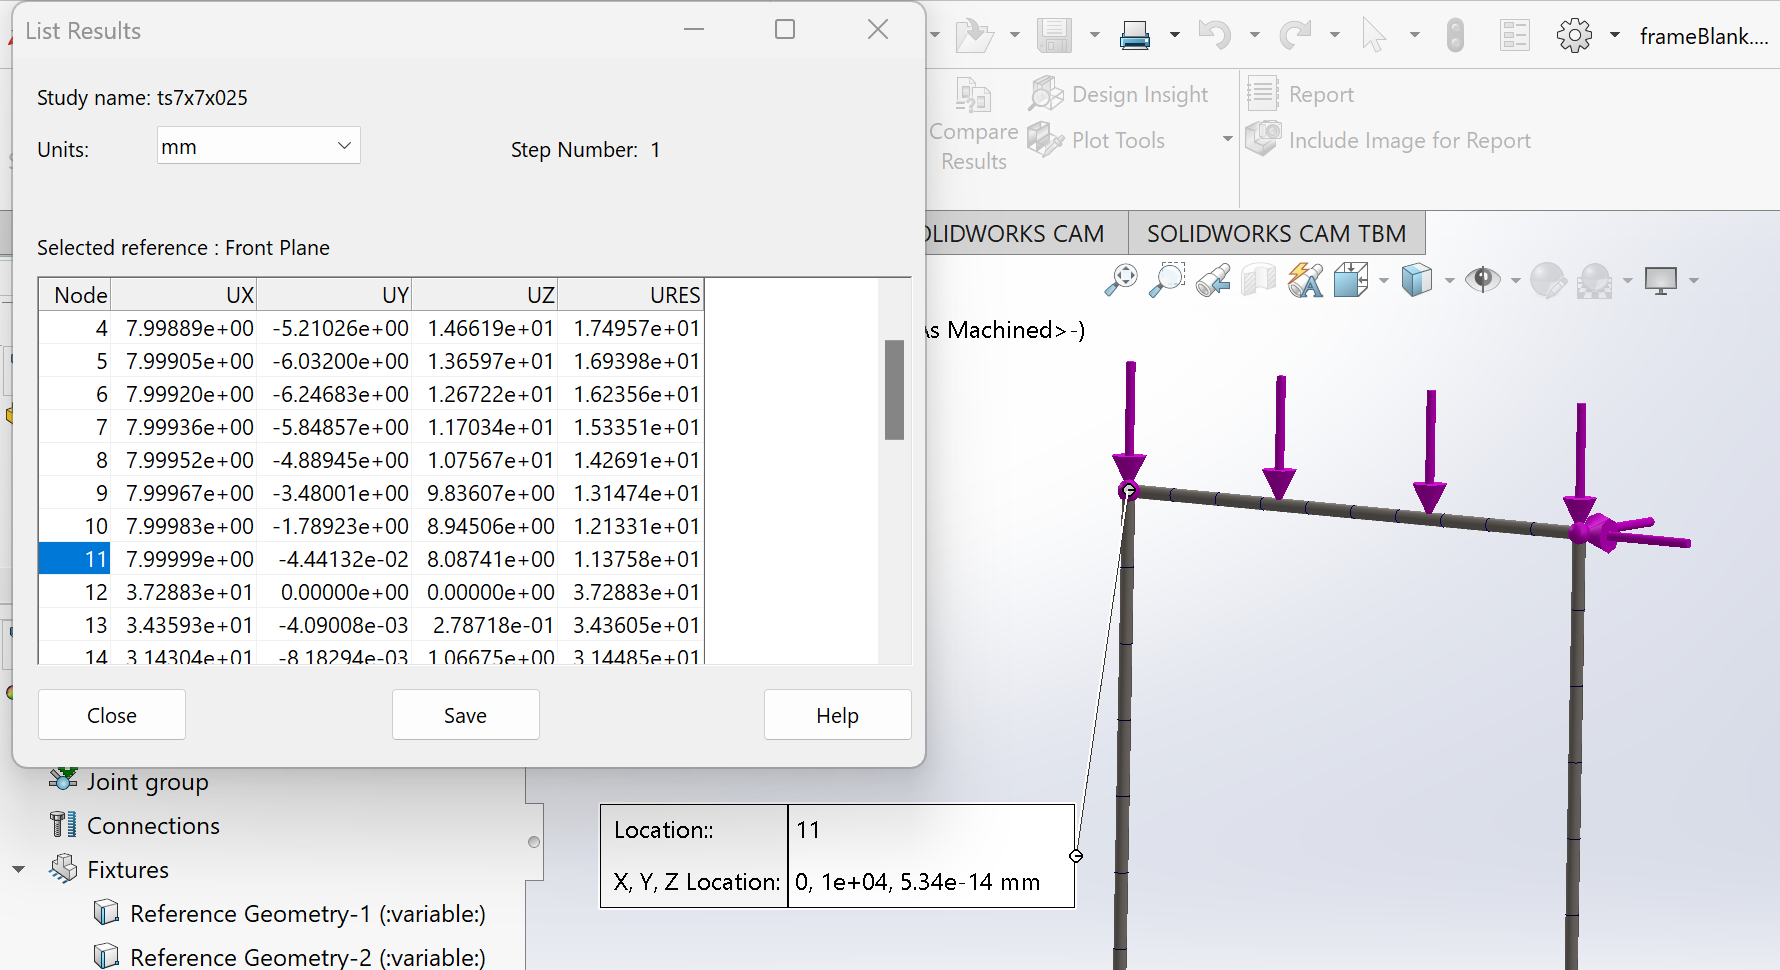 List Results
frameBlank....
Study name: ts7x7x025
Units: mm
Step Number: 1
Compare Results
Design Insight
Plot Tools
Report
Include Image for Report
Selected reference : Front Plane
OLIDWORKS CAM
SOLIDWORKS CAM TBM
Node UX UY UZ URES
4 7.99889e+00 -5.21026e+00 1.46619e+01 1.74957e+01
5 7.99905e+00 -6.03200e+00 1.36597e+01 1.69398e+01
6 7.99920e+00 -6.24683e+00 1.26722e+01 1.62356e+01
7 7.99936e+00 -5.84857e+00 1.17034e+01 1.53351e+01
8 7.99952e+00 -4.88945e+00 1.07567e+01 1.42691e+01
9 7.99967e+00 -3.48001e+00 9.83607e+00 1.31474e+01
10 7.99983e+00 -1.78923e+00 8.94506e+00 1.21331e+01
11 7.99999e+00 -4.44132e-02 8.08741e+00 1.13758e+01
12 3.72883e+01 0.00000e+00 0.00000e+00 3.72883e+01
13 3.43593e+01 -4.09008e-03 2.78718e-01 3.43605e+01
14 3.14304e+01 -8.18294e-03 1.06675e+00 3.14485e+01
As Machined>-)
Close
Save
Help
Joint group
Connections
Fixtures
Reference Geometry-1 (:variable:)
Reference Geometry-2 (:variable:)
Location:: 11
X, Y, Z Location: 0, 1e+04, 5.34e-14 mm